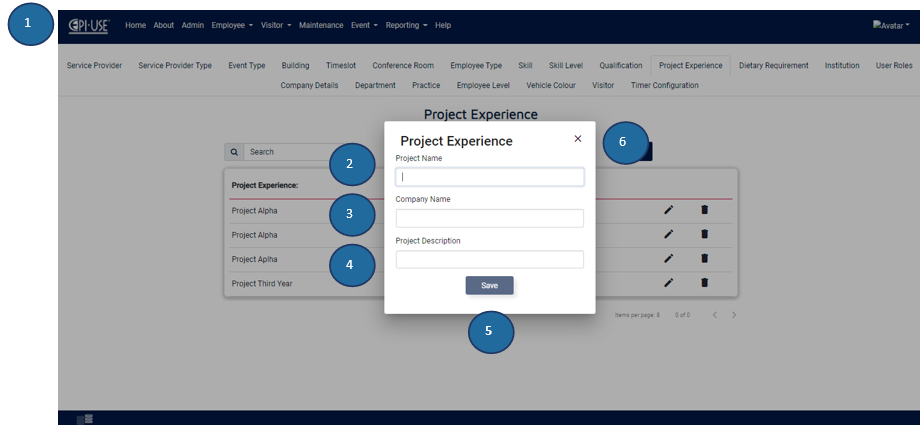 1
EPI-USE Home About Admin Employee Visitor Maintenance Event Reporting Help Avatar
Service Provider Service Provider Type Event Type Building Timeslot Conference Room Employee Type Skill Skill Level Qualification Project Experience Dietary Requirement Institution User Roles
Company Details Department Practice Employee Level Vehicle Colour Visitor Timer Configuration
Project Experience
Search
Project Experience:
Project Alpha
Project Alpha
Project Aplha
Project Third Year
Items per page: 8 0 of 0
Project Experience
6
2
Project Name
Company Name
3
Project Description
4
Save
5